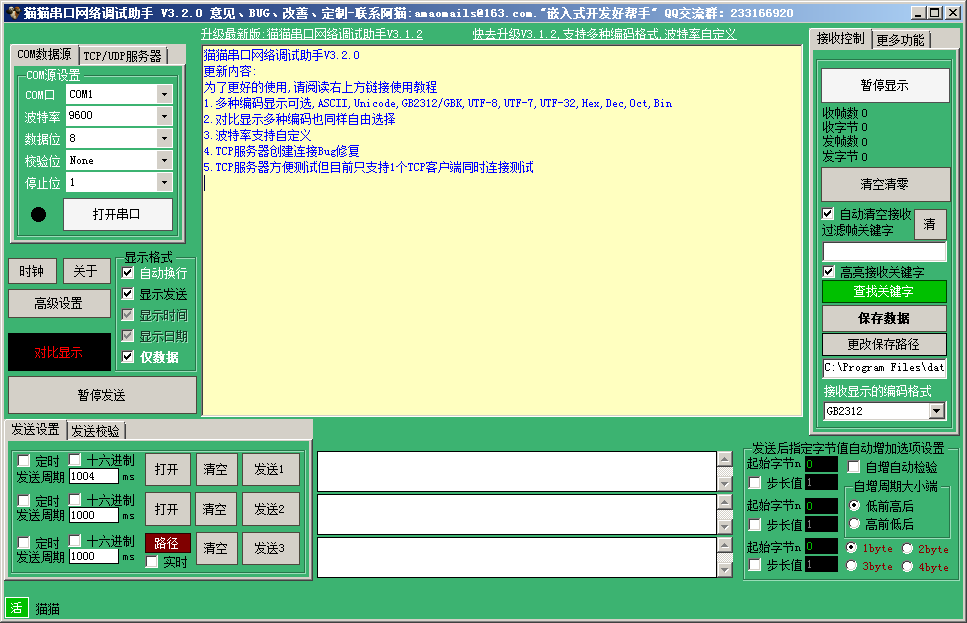 猫猫串口网络调试助手 V3.2.0 意见、BUG、改善、定制-联系阿猫:amaomails@163.com."嵌入式开发好帮手" QQ交流群: 233166920
升级最新版:猫猫串口网络调试助手V3.1.2
快去升级V3.1.2,支持多种编码格式,波特率自定义
COM数据源
TCP/UDP服务器
COM源设置
COM口 COM1
波特率 9600
数据位 8
校验位 None
停止位 1
打开串口
时钟
关于
高级设置
对比显示
暂停发送
显示格式
自动换行
显示发送
显示时间
显示日期
仅数据
猫猫串口网络调试助手V3.2.0
更新内容:
为了更好的使用,请阅读右上方链接使用教程
1.多种编码显示可选,ASCII,Unicode,GB2312/GBK,UTF-8,UTF-7,UTF-32,Hex,Dec,Oct,Bin
2.对比显示多种编码也同样自由选择
3.波特率支持自定义
4.TCP服务器创建连接Bug修复
5.TCP服务器方便测试但目前只支持1个TCP客户端同时连接测试
接收控制
更多功能
暂停显示
收帧数 0
收字节 0
发帧数 0
发字节 0
清空清零
自动清空接收
过滤帧关键字
清
高亮接收关键字
查找关键字
保存数据
更改保存路径
C:\Program Files\dat
接收显示的编码格式
GB2312
发送设置
发送校验
定时 十六进制
发送周期 1004 ms
打开
清空
发送1
定时 十六进制
发送周期 1000 ms
打开
清空
发送2
定时 十六进制
发送周期 1000 ms
路径
实时
清空
发送3
发送后指定字节值自动增加选项设置
起始字节n 0
步长值 1
起始字节n 0
步长值 1
起始字节n 0
步长值 1
自增自动检验
自增周期大小端
低前高后
高前低后
1byte 2byte
3byte 4byte
活
猫猫